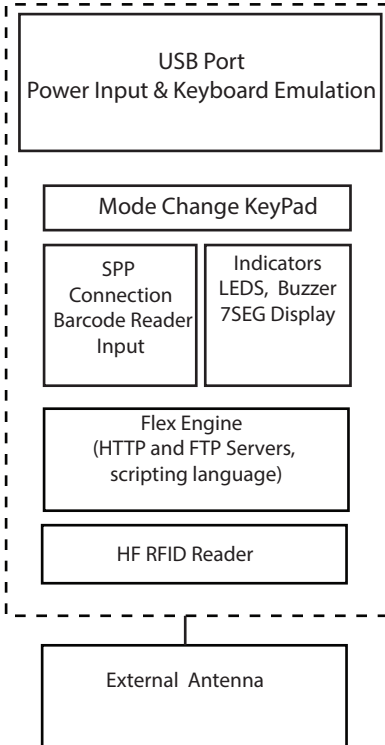 USB Port
Power Input & Keyboard Emulation
Mode Change KeyPad
SPP
Connection
Barcode Reader
Input
Indicators
LEDS, Buzzer
7SEG Display
Flex Engine
(HTTP and FTP Servers,
scripting language)
HF RFID Reader
External Antenna